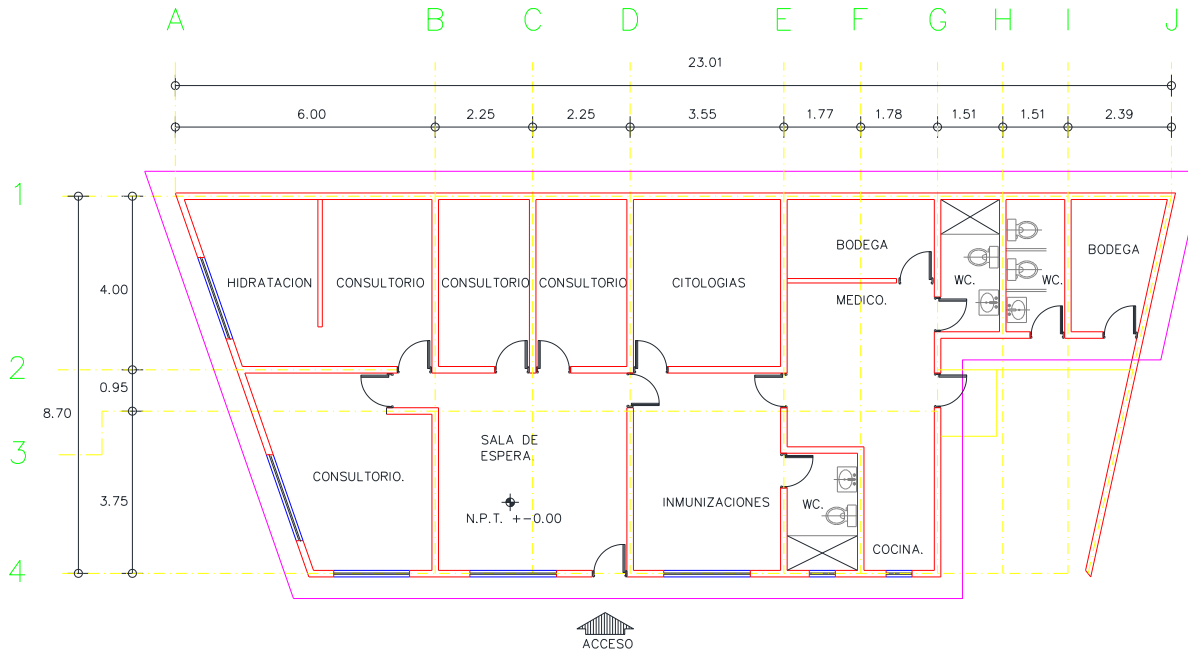 A B C D E F G H I J
23.01
6.00 2.25 2.25 3.55 1.77 1.78 1.51 1.51 2.39
1
BODEGA
BODEGA
HIDRATACION CONSULTORIO CONSULTORIO CONSULTORIO CITOLOGIAS WC. WC.
4.00
MEDICO.
2
0.95
8.70
SALA DE
ESPERA.
3
CONSULTORIO.
3.75
INMUNIZACIONES WC.
N.P.T. +-0.00
COCINA.
4
ACCESO